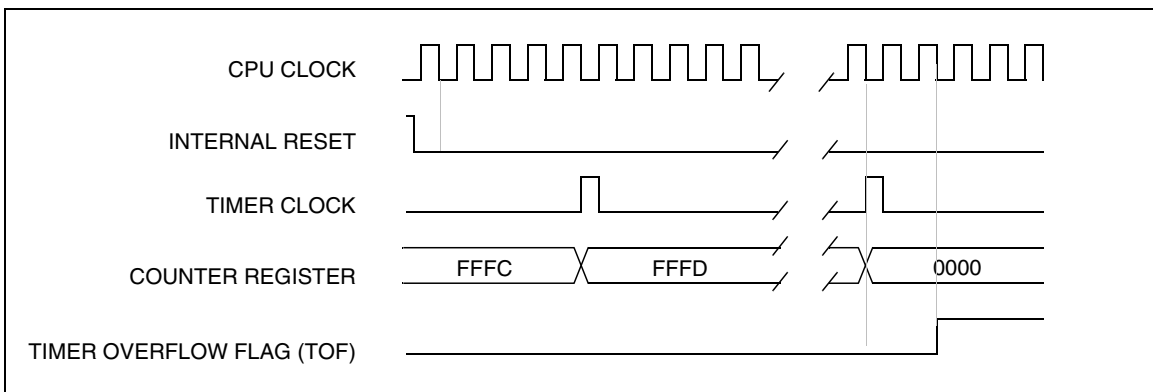 CPU CLOCK
INTERNAL RESET
TIMER CLOCK
COUNTER REGISTER FFFC FFFD 0000
TIMER OVERFLOW FLAG (TOF)